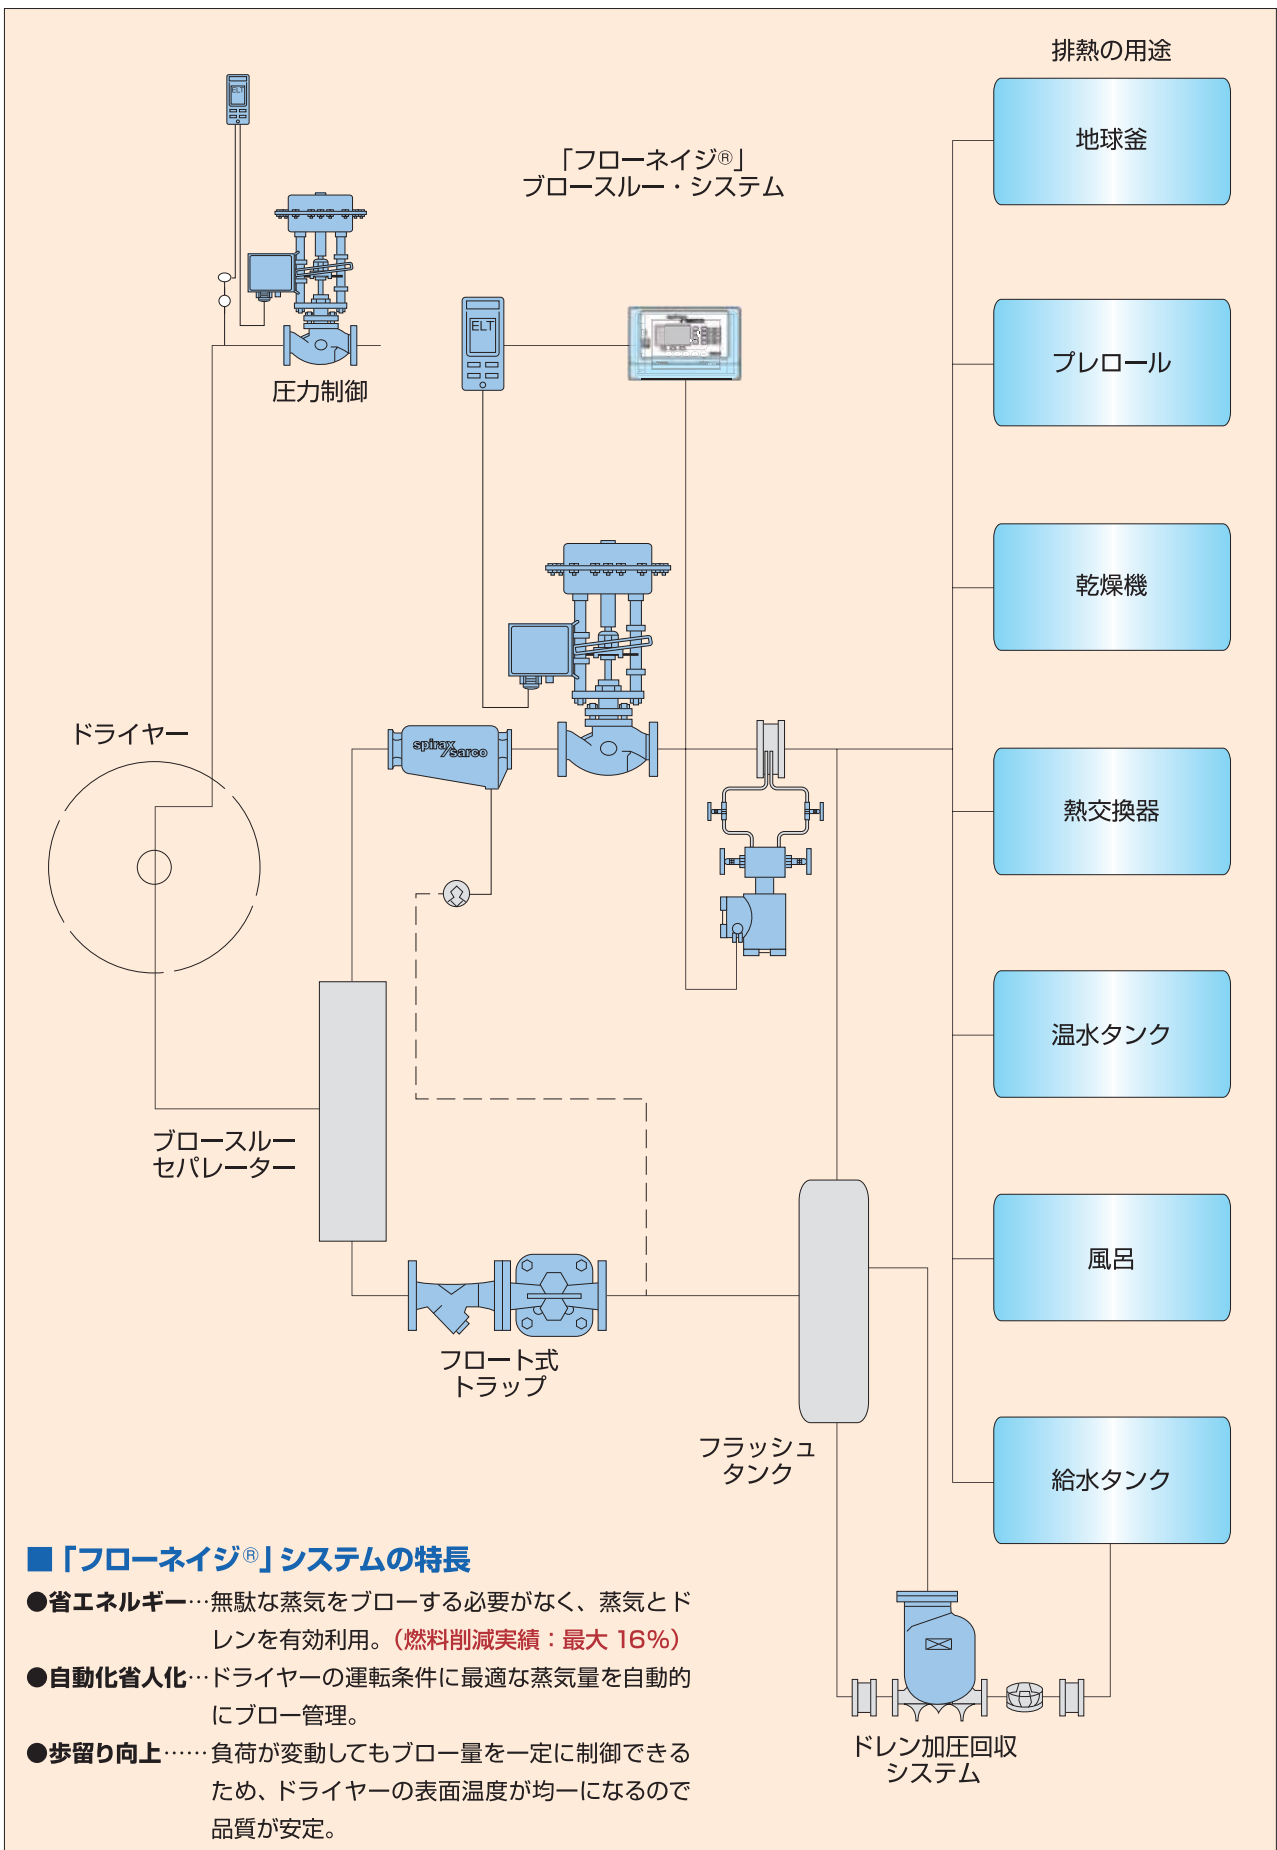 排熱の用途
地球釜
プレロール
乾燥機
熱交換器
温水タンク
風呂
給水タンク
ELT
圧力制御
「フローネイジ®」
ブロースルー・システム
ELT
spirax
/sarco
ドライヤー
ブロースルー
セパレーター
フロート式
トラップ
フラッシュ
タンク
ドレン加圧回収
システム
■「フローネイジ®」システムの特長
●省エネルギー…無駄な蒸気をブローする必要がなく、蒸気とド
レンを有効利用。（燃料削減実績：最大 16%）
●自動化省人化…ドライヤーの運転条件に最適な蒸気量を自動的
にブロー管理。
●歩留り向上……負荷が変動してもブロー量を一定に制御できる
ため、ドライヤーの表面温度が均一になるので
品質が安定。